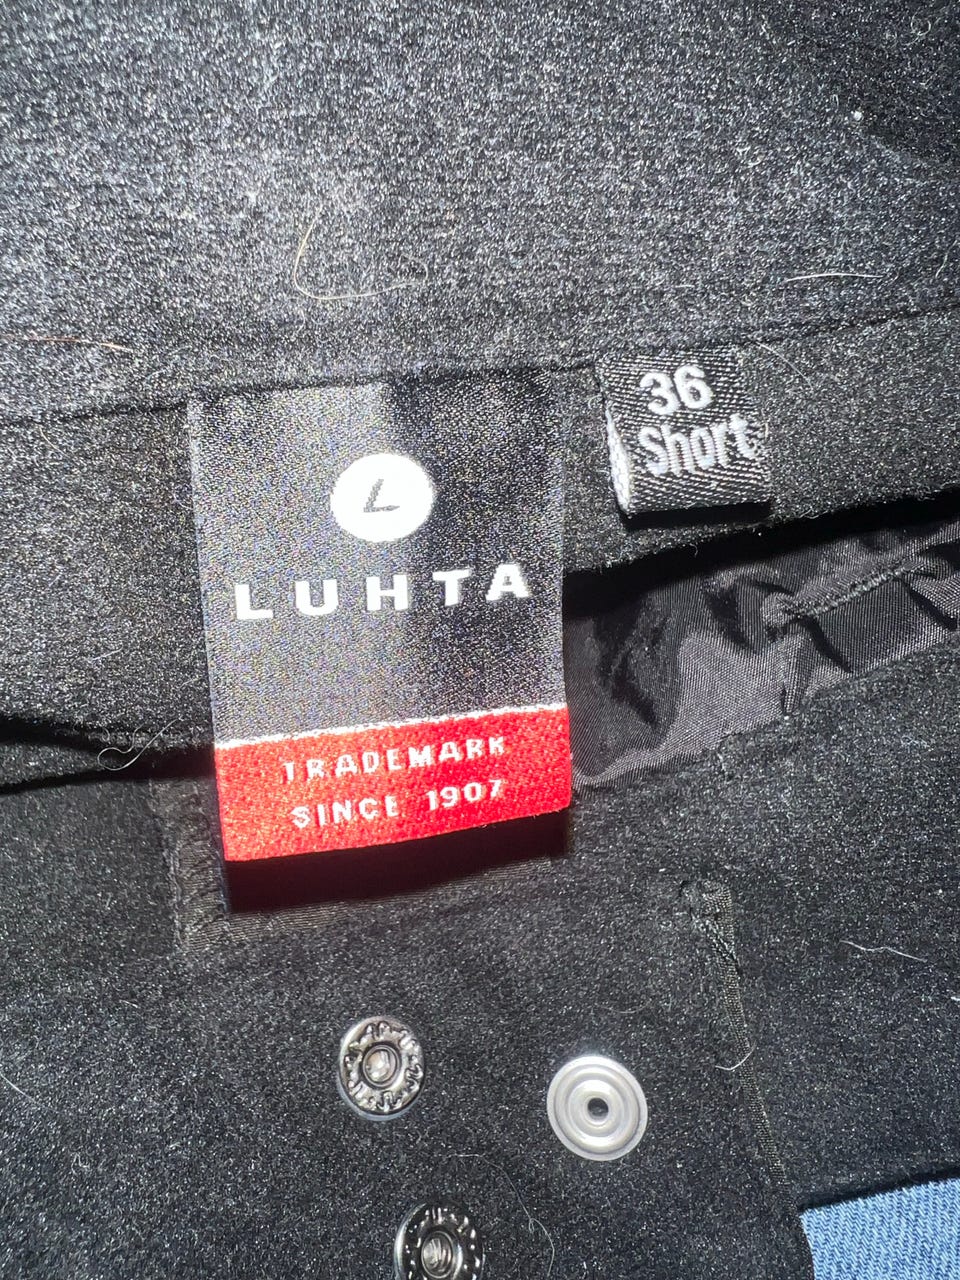 36
Short
L
LUHTA
TRADEMARK
SINCE 1907